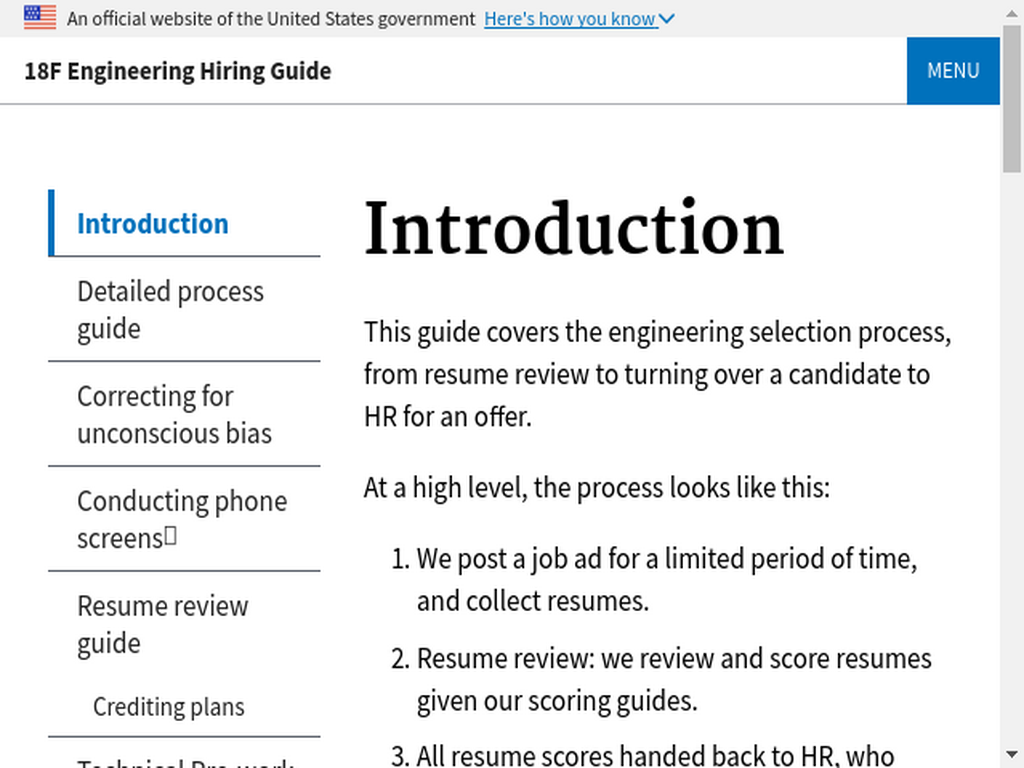 An official website of the United States government Here's how you know
18F Engineering Hiring Guide
MENU
Introduction
Detailed process
guide
Correcting for
unconscious bias
Conducting phone
screens
Resume review
guide
Crediting plans
Technical Pre-work
Introduction
This guide covers the engineering selection process,
from resume review to turning over a candidate to
HR for an offer.
At a high level, the process looks like this:
1. We post a job ad for a limited period of time,
and collect resumes.
2. Resume review: we review and score resumes
given our scoring guides.
3. All resume scores handed back to HR, who